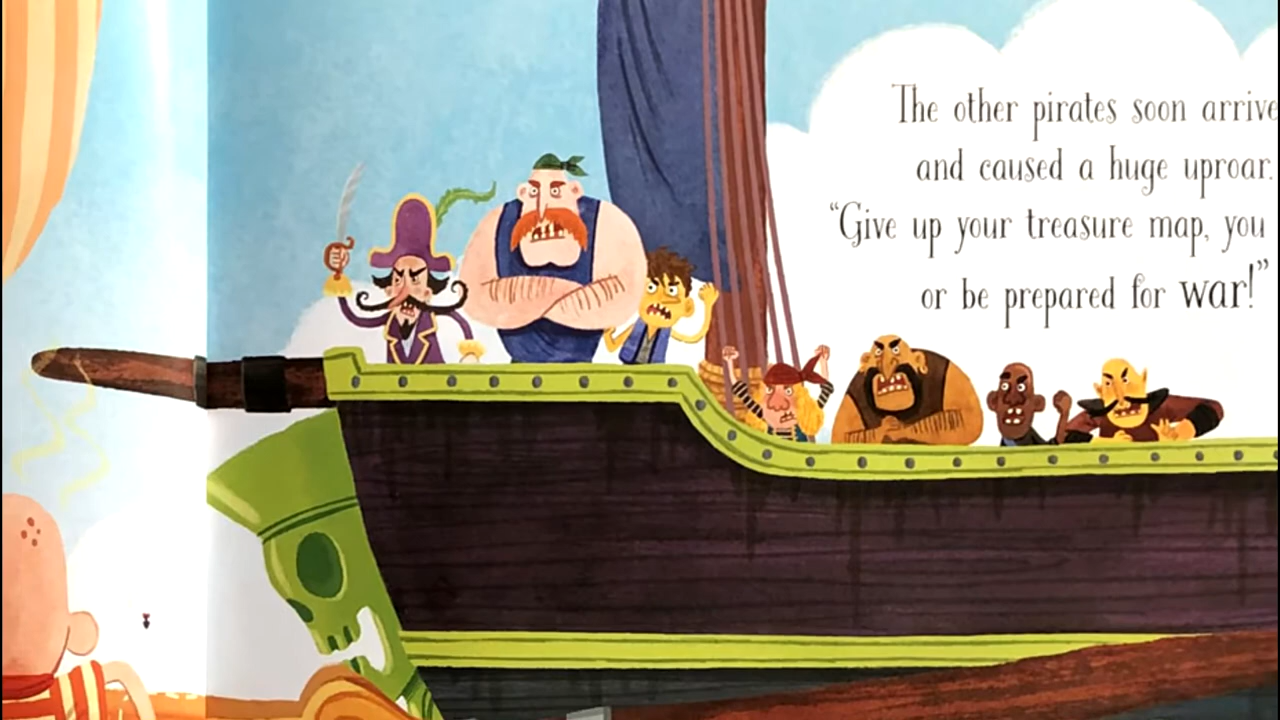 The other pirates soon arrive
and caused a huge uproar.
“Give up your treasure map, you
or be prepared for war!”